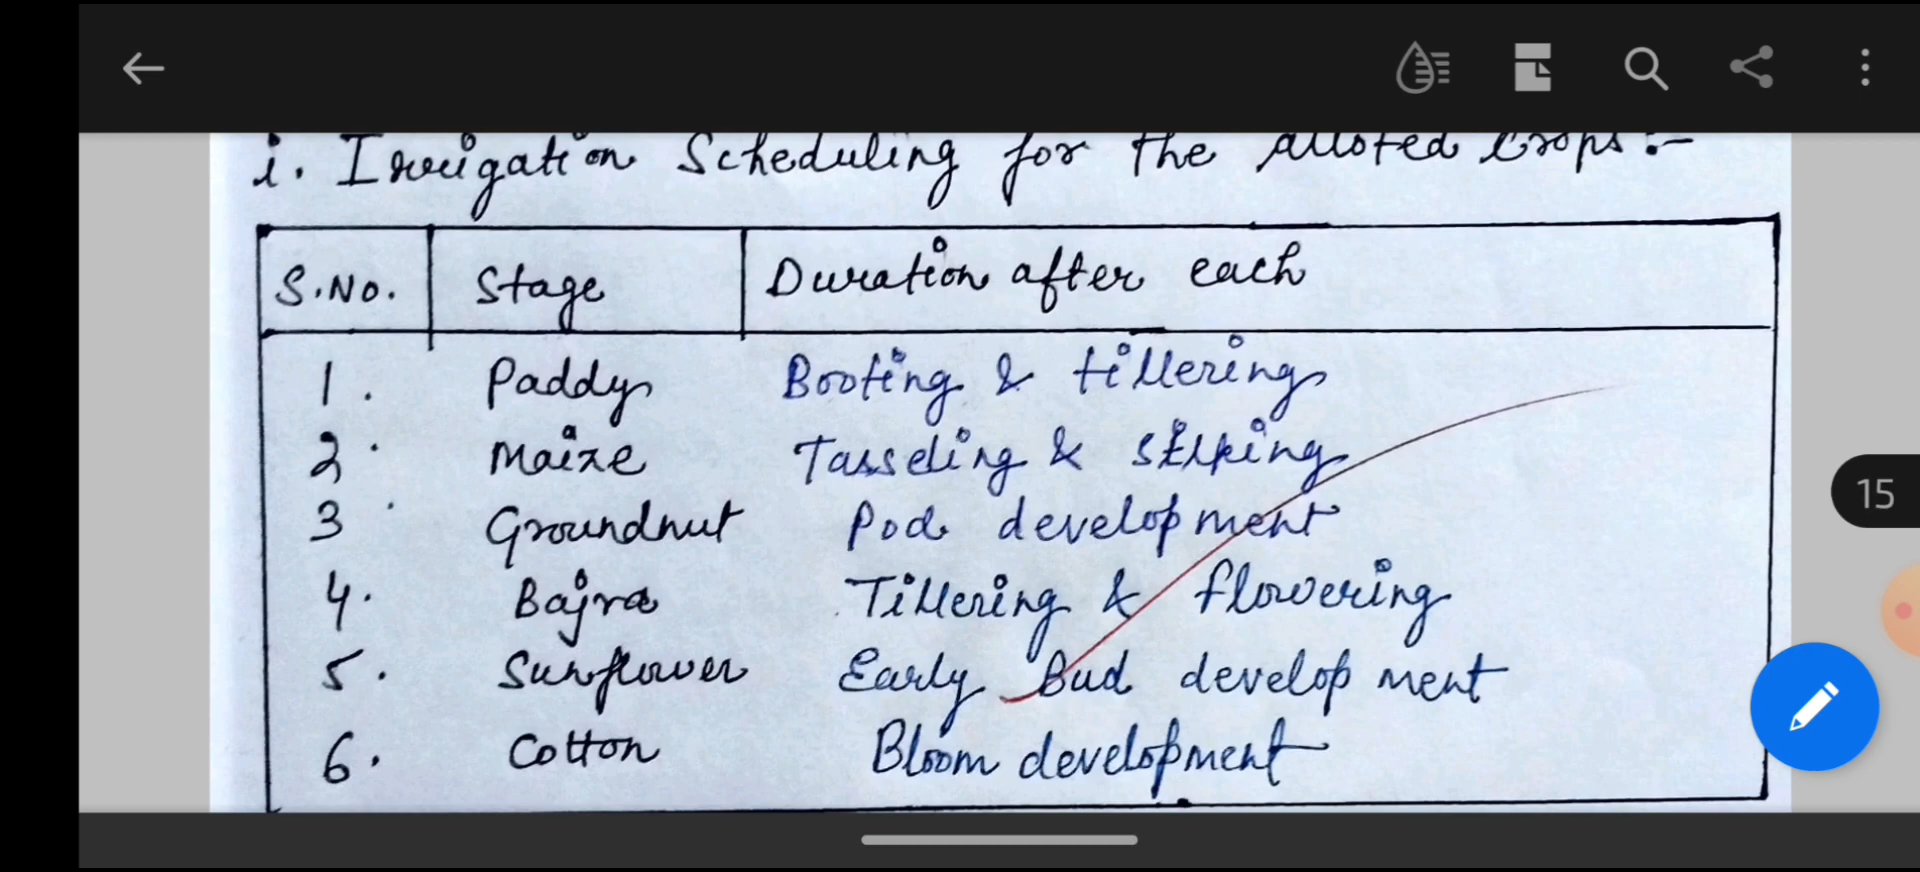 i. Irrigation Scheduling for the alloted crops:-
S.No. Stage Duration after each
1. Paddy Booting & tillering
2. Maize Tasseling & silking
3 Groundnut Pod development
4. Bajra Tillering & flowering
5. Sunflower Early Bud development
6. Cotton Bloom development
15